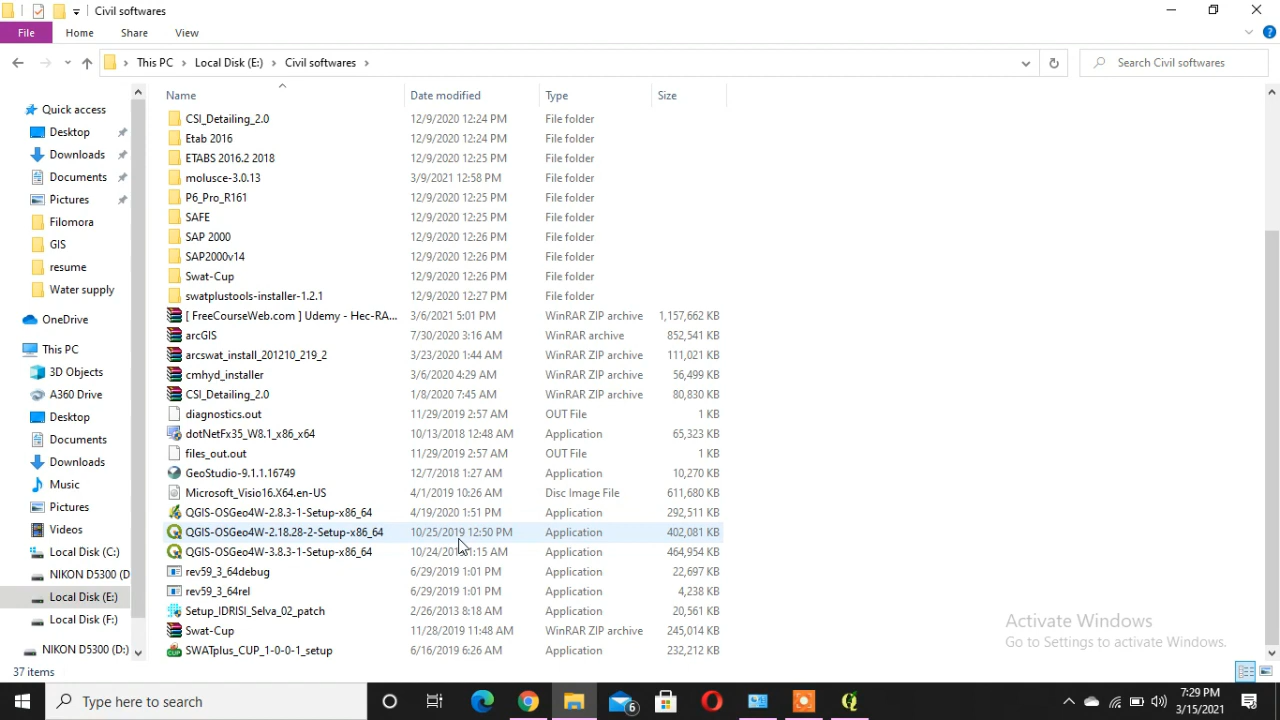 Civil softwares
File Home Share View
This PC Local Disk (E:) Civil softwares Search Civil softwares
Name Date modified Type Size
Quick access
Desktop
Downloads
Documents
Pictures
Filomora
GIS
resume
Water supply
OneDrive
This PC
3D Objects
A360 Drive
Desktop
Documents
Downloads
Music
Pictures
Videos
Local Disk (C:)
NIKON D5300 (D
Local Disk (E:)
Local Disk (F:)
NIKON D5300 (D:)
CSI_Detailing_2.0 12/9/2020 12:24 PM File folder
Etab 2016 12/9/2020 12:24 PM File folder
ETABS 2016.2 2018 12/9/2020 12:25 PM File folder
molusce-3.0.13 3/9/2021 12:58 PM File folder
P6_Pro_R161 12/9/2020 12:25 PM File folder
SAFE 12/9/2020 12:25 PM File folder
SAP 2000 12/9/2020 12:26 PM File folder
SAP2000v14 12/9/2020 12:26 PM File folder
Swat-Cup 12/9/2020 12:26 PM File folder
swatplustools-installer-1.2.1 12/9/2020 12:27 PM File folder
[ FreeCourseWeb.com ] Udemy - Hec-RA... 3/6/2021 5:01 PM WinRAR ZIP archive 1,157,662 KB
arcGIS 7/30/2020 3:16 AM WinRAR archive 852,541 KB
arcswat_install_201210_219_2 3/23/2020 1:44 AM WinRAR ZIP archive 111,021 KB
cmhyd_installer 3/6/2020 4:29 AM WinRAR ZIP archive 56,499 KB
CSI_Detailing_2.0 1/8/2020 7:45 AM WinRAR ZIP archive 80,830 KB
diagnostics.out 11/29/2019 2:57 AM OUT File 1 KB
dotNetFx35_W8.1_x86_x64 10/13/2018 12:48 AM Application 65,323 KB
files_out.out 11/29/2019 2:57 AM OUT File 1 KB
GeoStudio-9.1.1.16749 12/7/2018 1:27 AM Application 10,270 KB
Microsoft_Visio16.X64.en-US 4/1/2019 10:26 AM Disc Image File 611,680 KB
QGIS-OSGeo4W-2.8.3-1-Setup-x86_64 4/19/2020 1:51 PM Application 292,511 KB
QGIS-OSGeo4W-2.18.28-2-Setup-x86_64 10/25/2019 12:50 PM Application 402,081 KB
QGIS-OSGeo4W-3.8.3-1-Setup-x86_64 10/24/201 1:15 AM Application 464,954 KB
rev59_3_64debug 6/29/2019 1:01 PM Application 22,697 KB
rev59_3_64rel 6/29/2019 1:01 PM Application 4,238 KB
Setup_IDRISI_Selva_02_patch 2/26/2013 8:18 AM Application 20,561 KB
Swat-Cup 11/28/2019 11:48 AM WinRAR ZIP archive 245,014 KB
SWATplus_CUP_1-0-0-1_setup 6/16/2019 6:26 AM Application 232,212 KB
Activate Windows
Go to Settings to activate Windows.
37 items
Type here to search
6
7:29 PM
3/15/2021